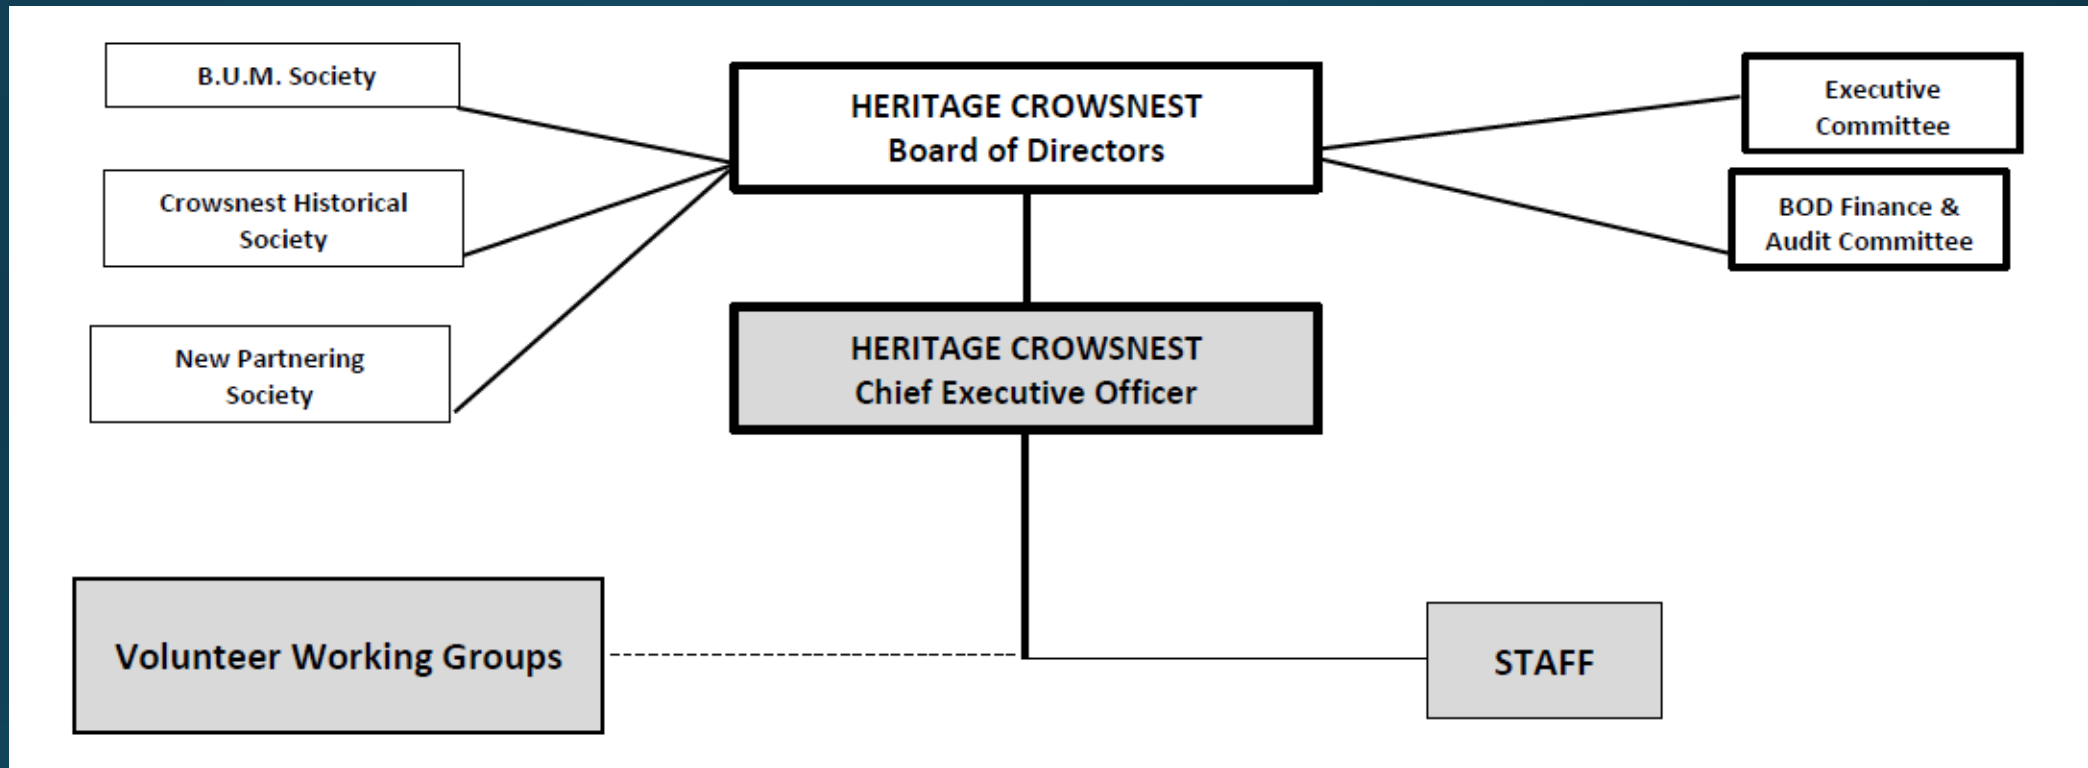 B.U.M. Society
HERITAGE CROWSNEST
Board of Directors
Executive
Committee
Crowsnest Historical
Society
BOD Finance &
Audit Committee
New Partnering
Society
HERITAGE CROWSNEST
Chief Executive Officer
Volunteer Working Groups
STAFF